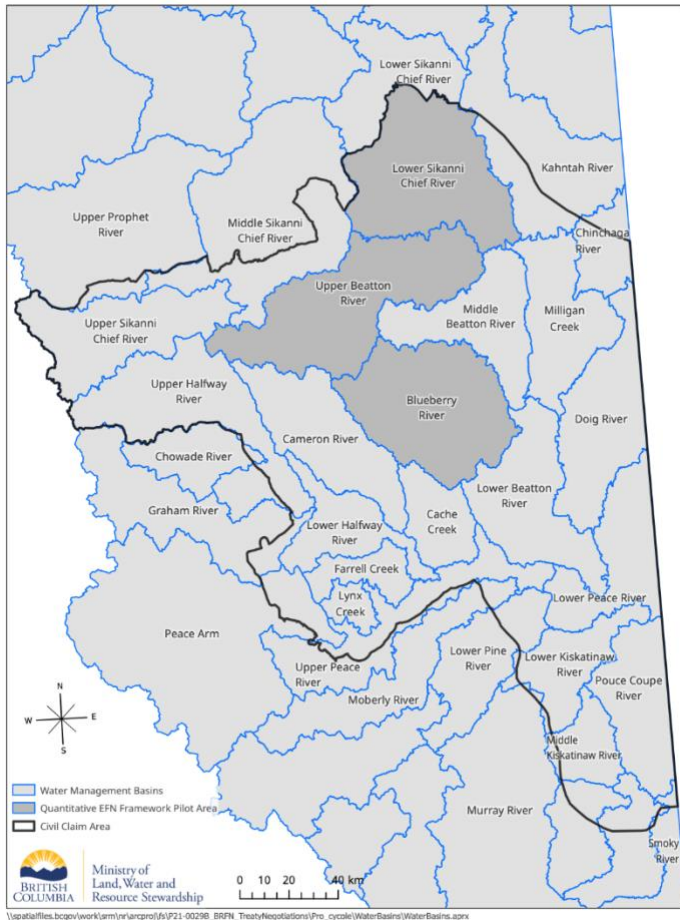 Lower Sikanni
Chief River
Lower Sikanni
Chief River
Kahntah River
Upper Prophet
River
Middle Sikanni
Chief River
Chinchaga
River
Upper Beatton
River
Middle
Beatton River
Milligan
Creek
Upper Sikanni
Chief River
Upper Halfway
River
Blueberry
River
Doig River
Cameron River
Chowade River
Graham River
Lower Beatton
River
Cache
Creek
Lower Halfway
River
Farrell Creek
Lynx
Creek
Lower Peace River
Peace Arm
Upper Peace
River
Lower Pine
River
Lower Kiskatinaw
River
Pouce Coupe
River
Moberly River
Middle
Kiskatinaw River
Murray River
Smoky
River
N
W E
S
Water Management Basins
Quantitative EFN Framework Pilot Area
Civil Claim Area
BRITISH
COLUMBIA
Ministry of
Land, Water and
Resource Stewardship
0 10 20 40 km
\\spatialfiles.bcgov\work\srm\nr\arcproj\fs\P21-0029B_BRFN_TreatyNegotiations\Pro_cycole\WaterBasins\WaterBasins.aprx